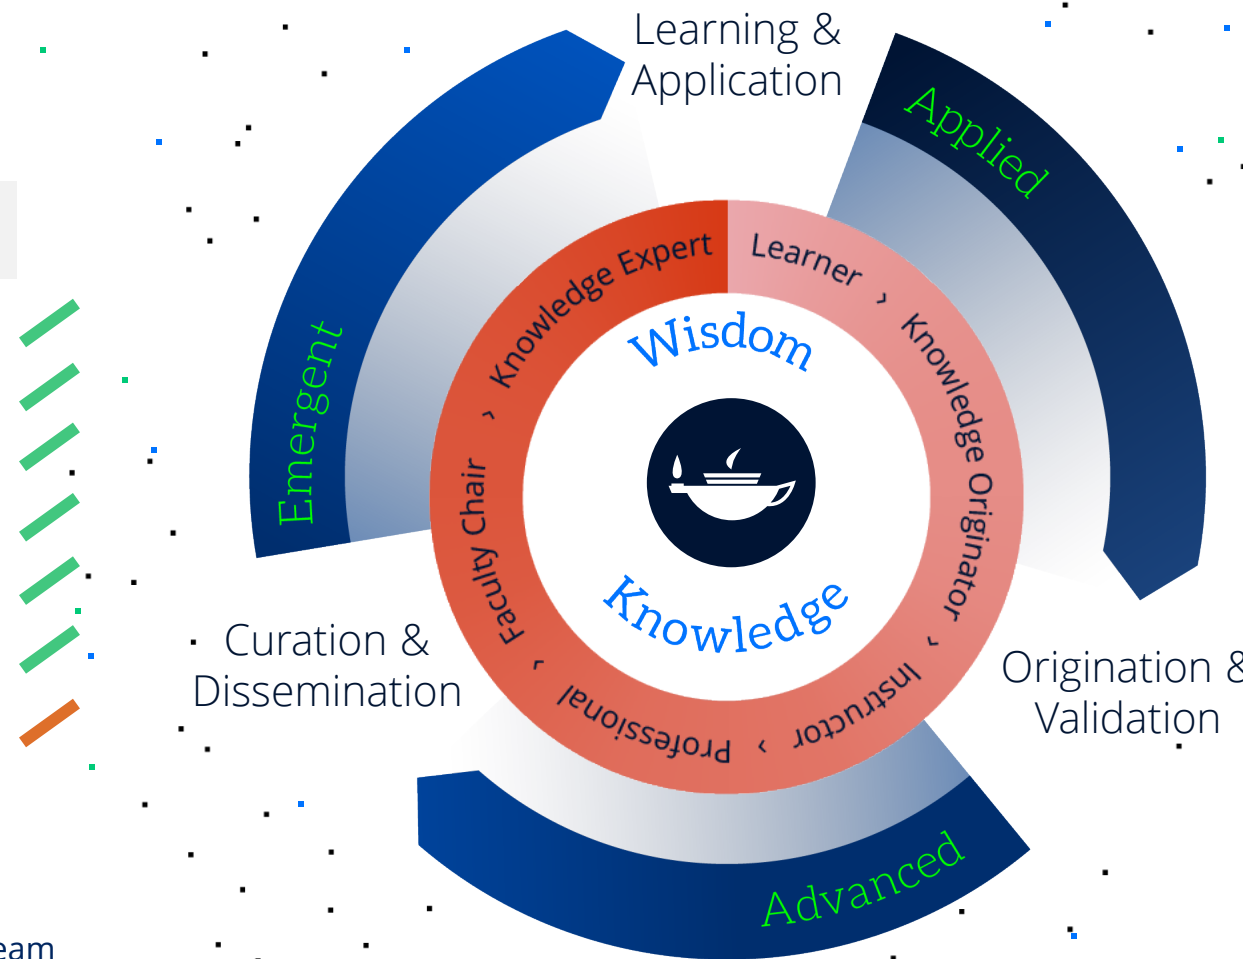 Learning &
Application
Applied
Emergent
Learner › Knowledge Originator › Instructor › Professional › Faculty Chair › Knowledge Expert
Wisdom
Knowledge
Curation &
Dissemination
Origination &
Validation
Advanced
eam